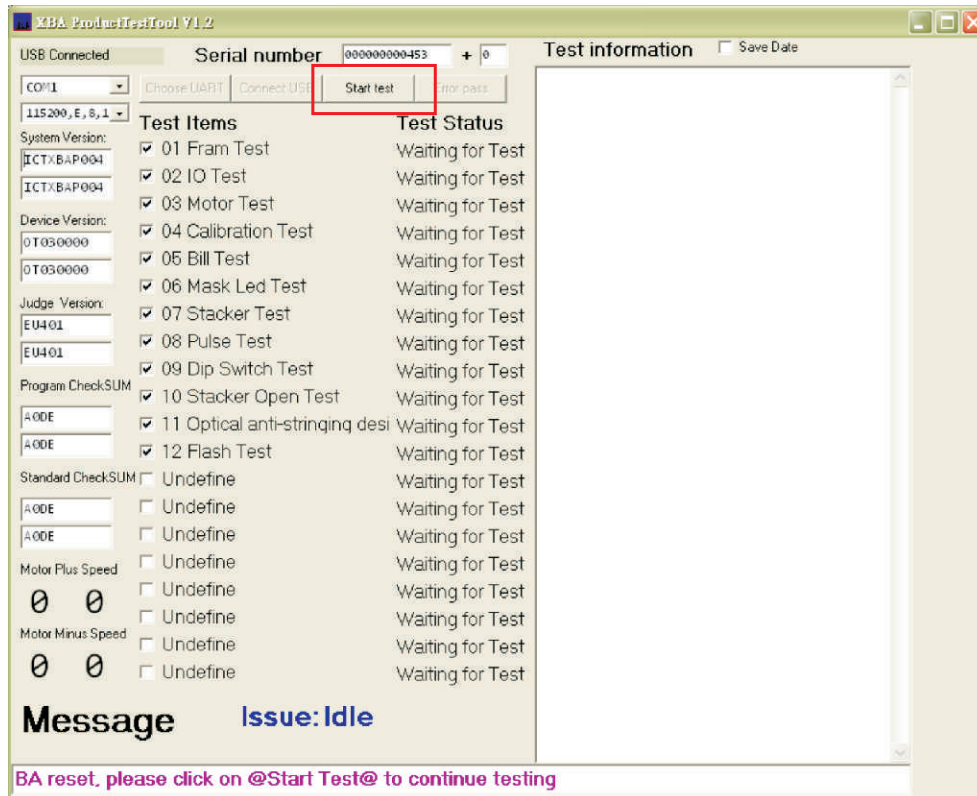 XBA ProductTestTool V1.2
USB Connected
Serial number 000000000453 + 0
Test information Save Date
COM1
Choose UART Connect USB Start test Error pass
115200,E,8,1
Test Items Test Status
System Version:
ICTXBAP004
ICTXBAP004
Device Version:
0T030000
0T030000
Judge Version:
EU401
EU401
Program CheckSUM
A0DE
A0DE
Standard CheckSUM
A0DE
A0DE
Motor Plus Speed
0 0
Motor Minus Speed
0 0
01 Fram Test Waiting for Test
02 IO Test Waiting for Test
03 Motor Test Waiting for Test
04 Calibration Test Waiting for Test
05 Bill Test Waiting for Test
06 Mask Led Test Waiting for Test
07 Stacker Test Waiting for Test
08 Pulse Test Waiting for Test
09 Dip Switch Test Waiting for Test
10 Stacker Open Test Waiting for Test
11 Optical anti-stringing desi Waiting for Test
12 Flash Test Waiting for Test
Undefine Waiting for Test
Undefine Waiting for Test
Undefine Waiting for Test
Undefine Waiting for Test
Undefine Waiting for Test
Undefine Waiting for Test
Undefine Waiting for Test
Undefine Waiting for Test
Message Issue:Idle
BA reset, please click on @Start Test@ to continue testing